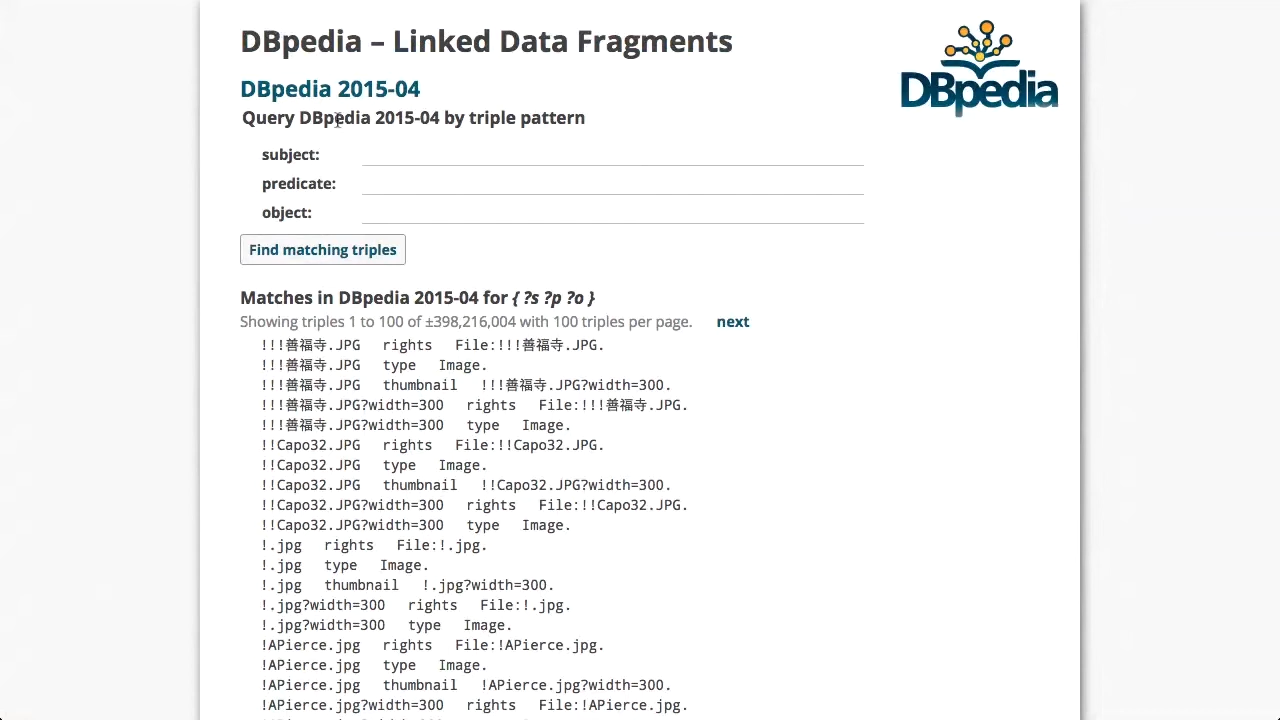 DBpedia – Linked Data Fragments
DBpedia
DBpedia 2015-04
Query DBpedia 2015-04 by triple pattern
subject:
predicate:
object:
Find matching triples
Matches in DBpedia 2015-04 for { ?s ?p ?o }
Showing triples 1 to 100 of ±398,216,004 with 100 triples per page. next
!!!善福寺.JPG rights File:!!!善福寺.JPG.
!!!善福寺.JPG type Image.
!!!善福寺.JPG thumbnail !!!善福寺.JPG?width=300.
!!!善福寺.JPG?width=300 rights File:!!!善福寺.JPG.
!!!善福寺.JPG?width=300 type Image.
!!Capo32.JPG rights File:!!Capo32.JPG.
!!Capo32.JPG type Image.
!!Capo32.JPG thumbnail !!Capo32.JPG?width=300.
!!Capo32.JPG?width=300 rights File:!!Capo32.JPG.
!!Capo32.JPG?width=300 type Image.
!.jpg rights File:!.jpg.
!.jpg type Image.
!.jpg thumbnail !.jpg?width=300.
!.jpg?width=300 rights File:!.jpg.
!.jpg?width=300 type Image.
!APierce.jpg rights File:!APierce.jpg.
!APierce.jpg type Image.
!APierce.jpg thumbnail !APierce.jpg?width=300.
!APierce.jpg?width=300 rights File:!APierce.jpg.